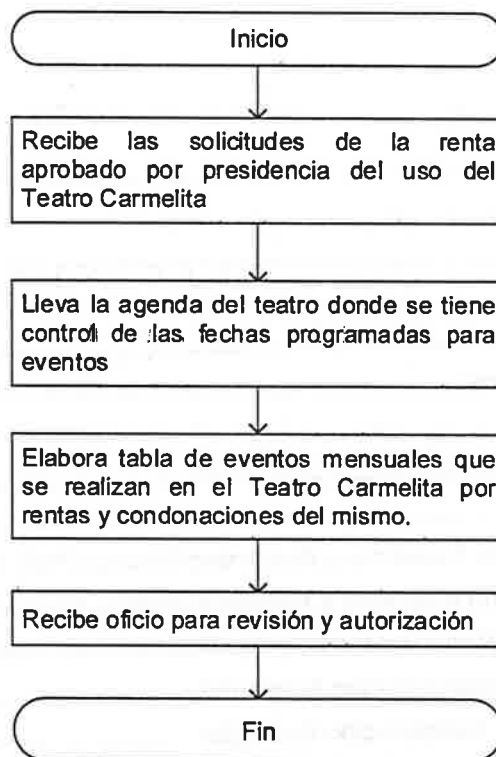 Inicio
Recibe las solicitudes de la renta
aprobado por presidencia del uso del
Teatro Carmelita
Lleva la agenda del teatro donde se tiene
control de las fechas programadas para
eventos
Elabora tabla de eventos mensuales que
se realizan en el Teatro Carmelita por
rentas y condonaciones del mismo.
Recibe oficio para revisión y autorización
Fin